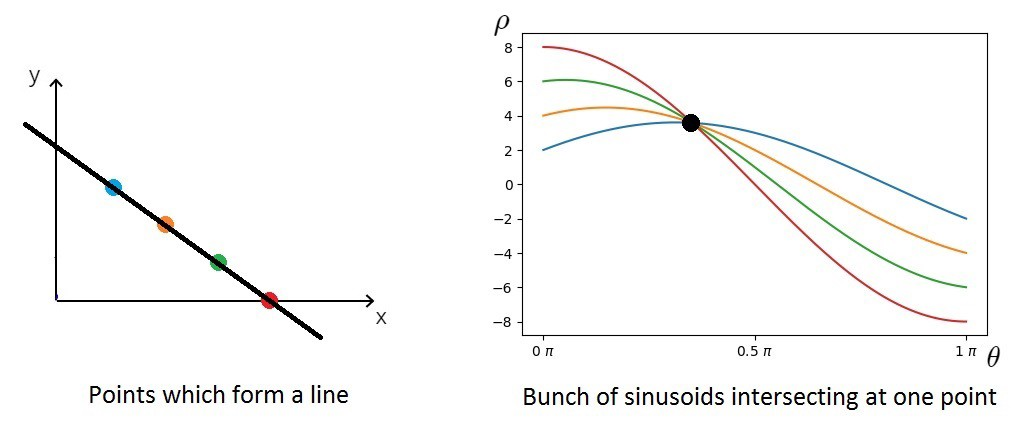 y
x
Points which form a line
ρ
8
6
4
2
0
−2
−4
−6
−8
0 π
0.5 π
1 π
θ
Bunch of sinusoids intersecting at one point